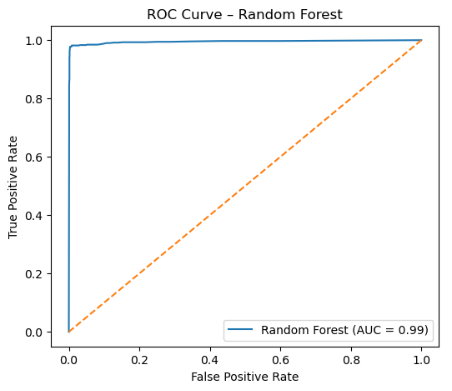 ROC Curve – Random Forest
True Positive Rate
1.0
0.8
0.6
0.4
0.2
0.0
Random Forest (AUC = 0.99)
0.0 0.2 0.4 0.6 0.8 1.0
False Positive Rate